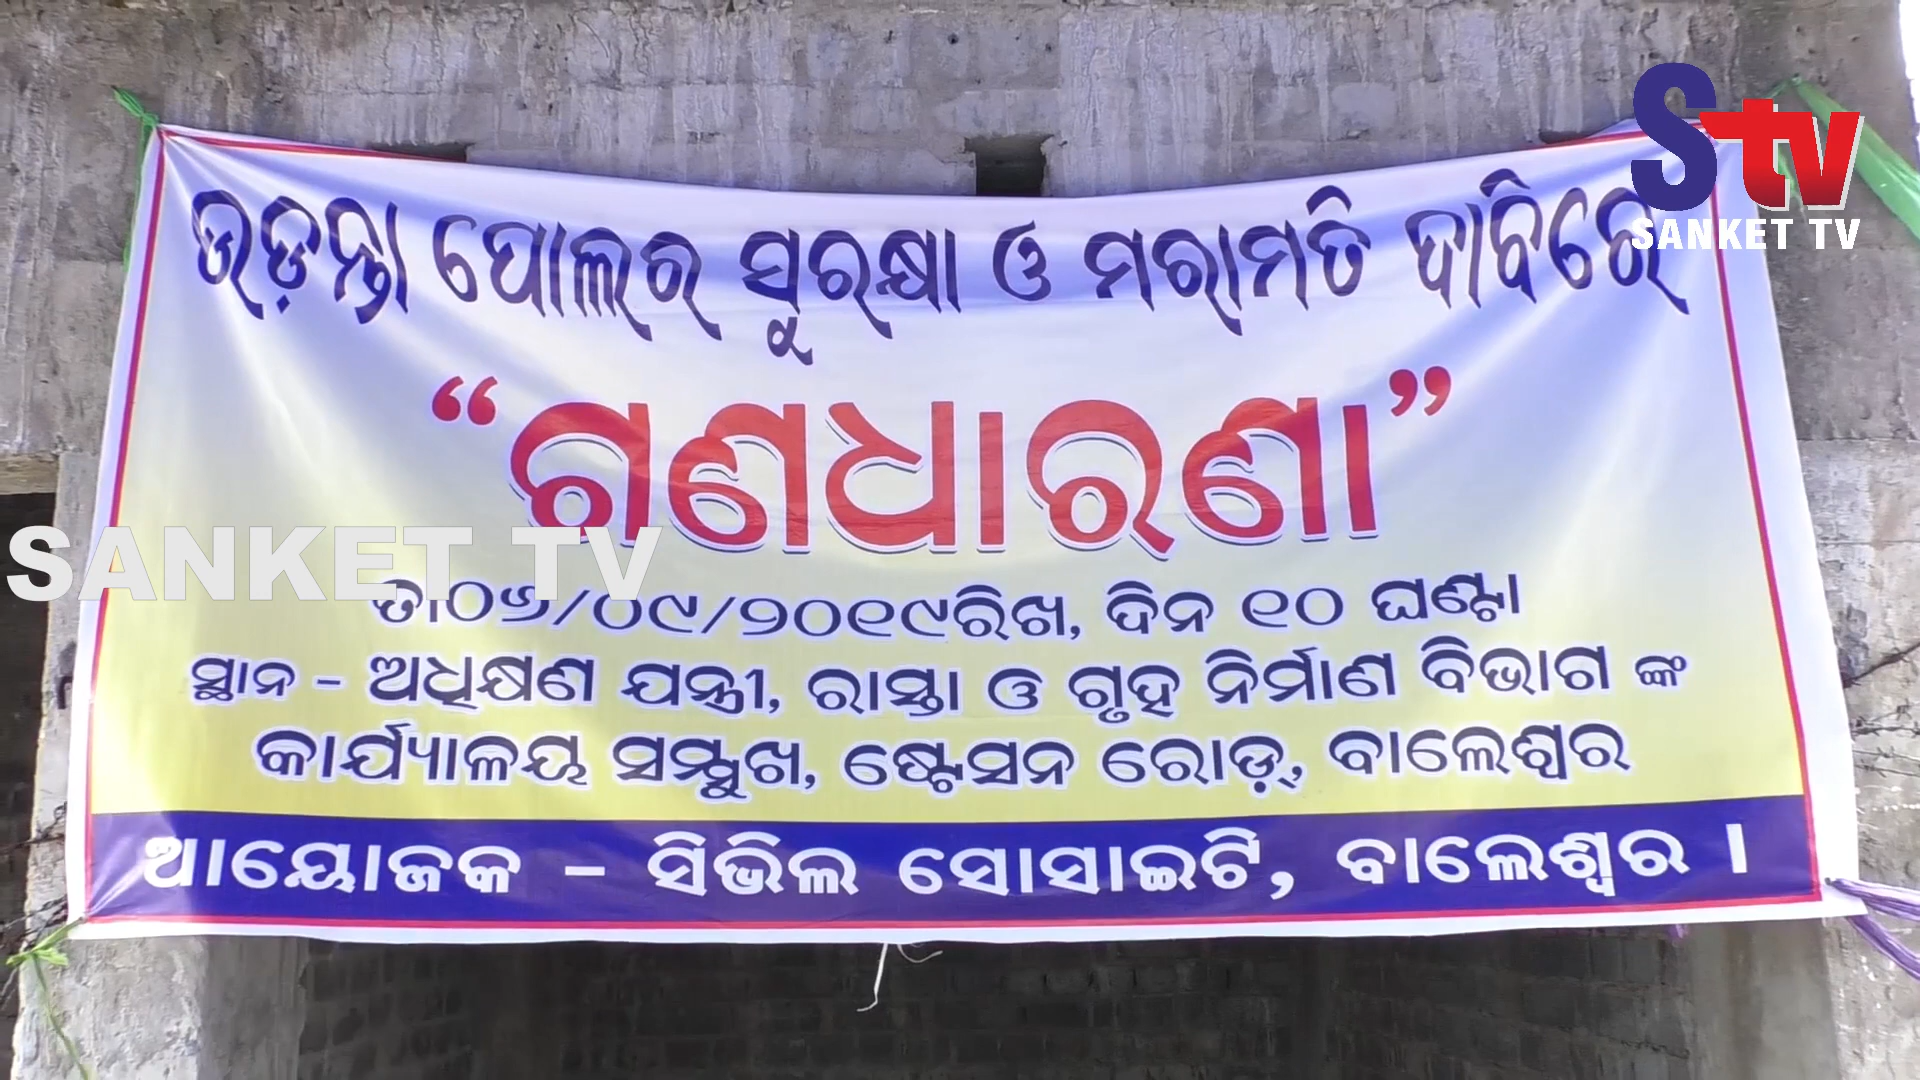 STV
SANKET TV
ଉଡ଼ନ୍ତା ପୋଲର ସୁରକ୍ଷା ଓ ମରାମତି ଦାବିରେ
“ଗଣଧାରଣା”
SANKET TV
ତା୦୬/୦୯/୨୦୧୯ରିଖ, ଦିନ ୧୦ ଘଣ୍ଟା
ସ୍ଥାନ - ଅଧିକ୍ଷଣ ଯନ୍ତ୍ରୀ, ରାସ୍ତା ଓ ଗୃହ ନିର୍ମାଣ ବିଭାଗ ଙ୍କ
କାର୍ଯ୍ୟାଳୟ ସମ୍ମୁଖ, ଷ୍ଟେସନ ରୋଡ଼୍, ବାଲେଶ୍ୱର
ଆୟୋଜକ – ସିଭିଲ ସୋସାଇଟି, ବାଲେଶ୍ୱର ।